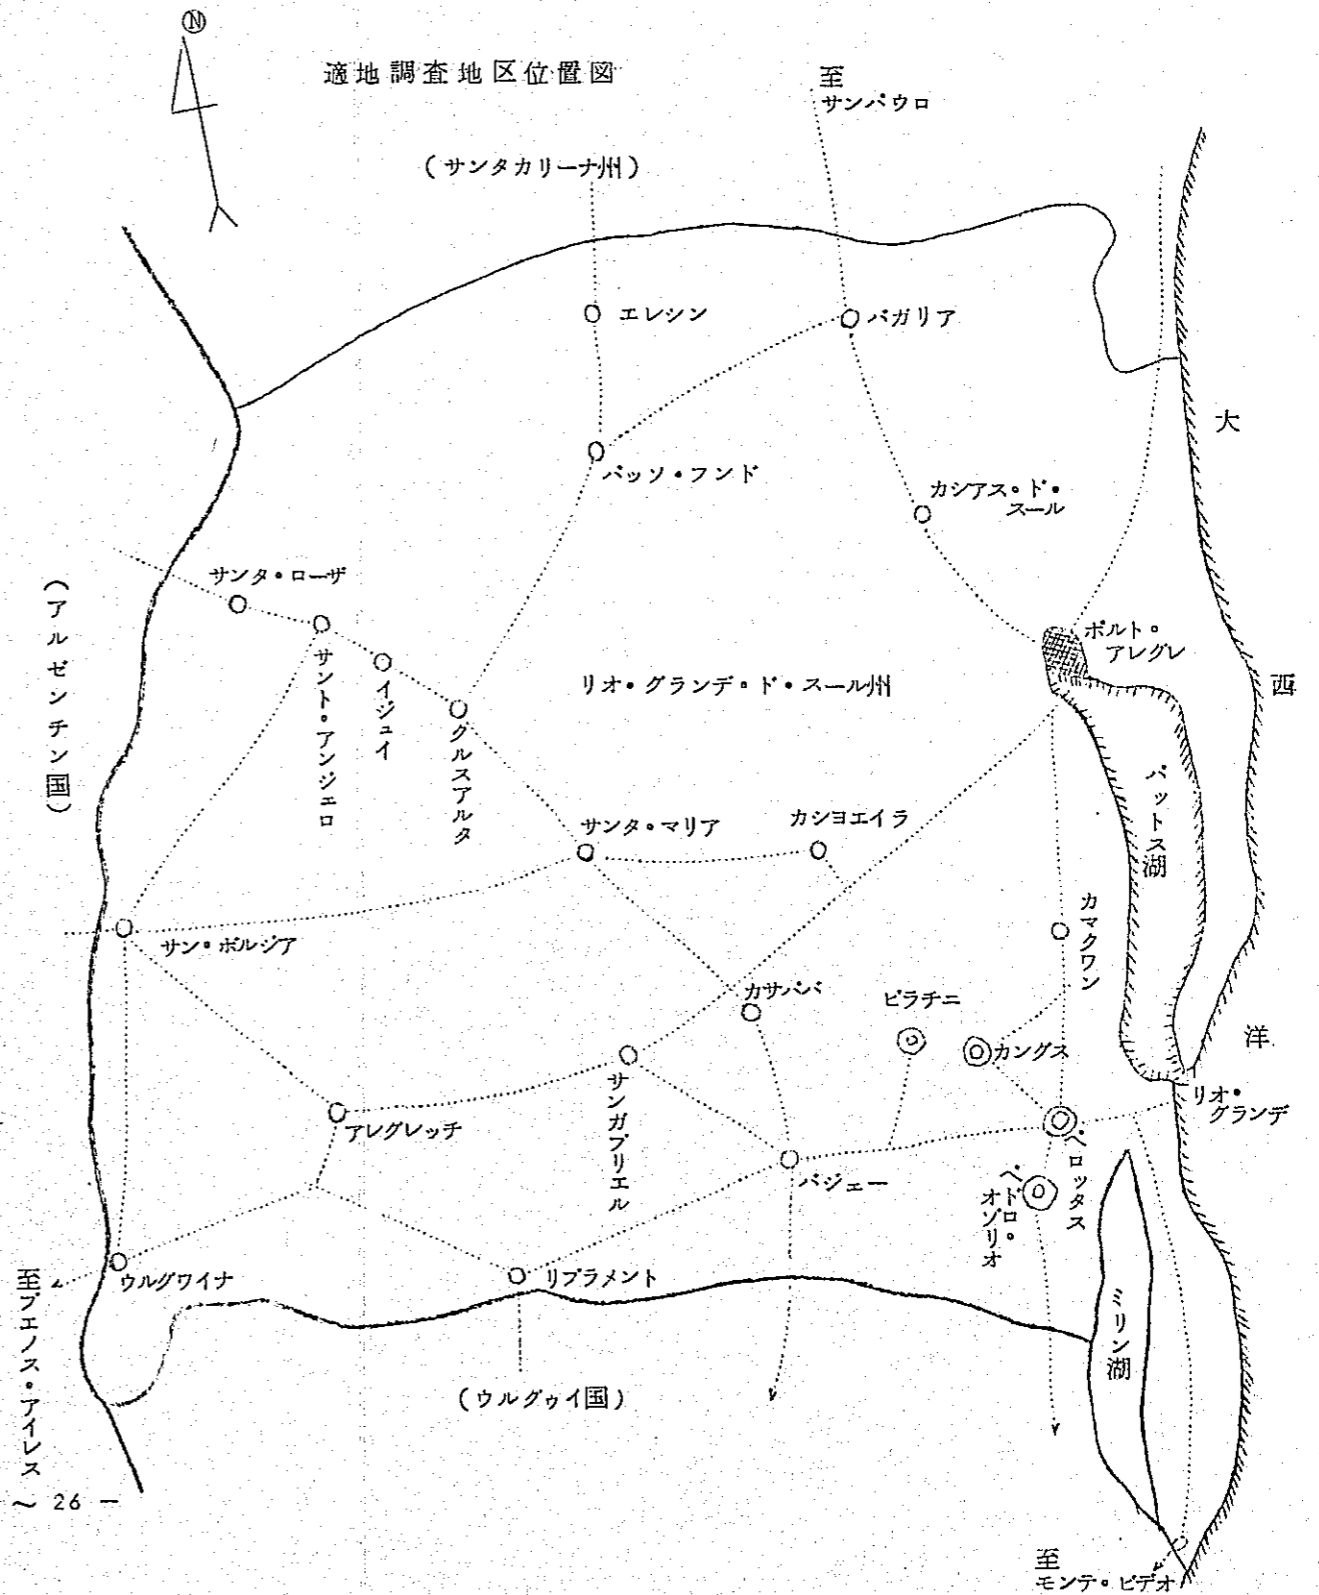 N
適地調査地区位置図
至
サンパウロ
(サンタカリーナ州)
エレシン
バガリア
大
パッソ・フンド
カシアス・ド・
スール
サンタ・ローザ
(アルゼンチン国)
ポルト・
アレグレ
サント・アンジェロ
イジュイ
リオ・グランデ・ド・スール州
西
クルスアルタ
パットス湖
サンタ・マリア
カショエイラ
カマクワン
サン・ボルジア
カサパバ
ピラチニ
カングス
洋
リオ・
グランデ
アレグレッチ
サンガブリエル
バジェー
ペロッタス
ペドロ・
オゾリオ
ウルグワイナ
リブラメント
至ブエノス・アイレス
ミリン湖
(ウルグゥイ国)
~ 26 -
至
モンテ・ビデオ